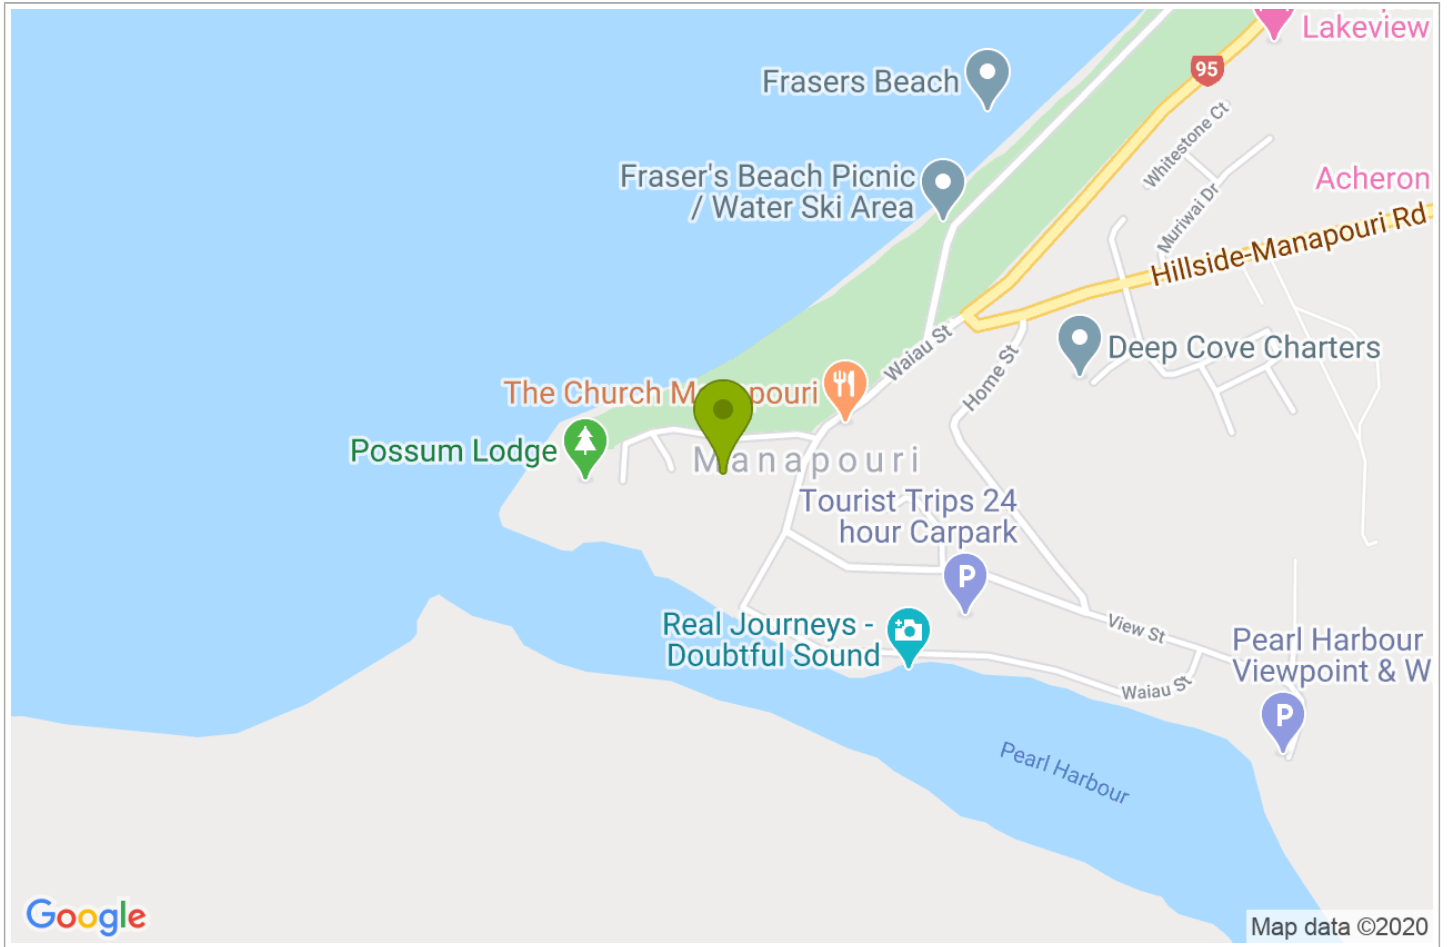 Lakeview
Frasers Beach
95
Whitestone Ct
Fraser's Beach Picnic
/ Water Ski Area
Acheron
Muriwai Dr
Hillside-Manapouri Rd
Waiau St
Home St
Deep Cove Charters
The Church M pouri
Possum Lodge
Manapouri
Tourist Trips 24
hour Carpark
P
Real Journeys -
Doubtful Sound
View St
Pearl Harbour
Viewpoint & W
Waiau St
P
Pearl Harbour
Google
Map data ©2020